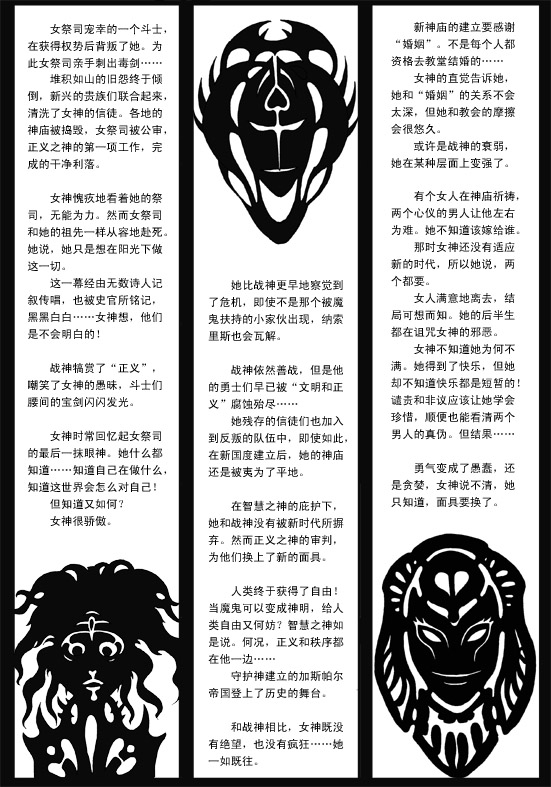 女祭司宠幸的一个斗士，
在获得权势后背叛了她。为
此女祭司亲手刺出毒剑……
堆积如山的旧怨终于倾
倒，新兴的贵族们联合起来，
清洗了女神的信徒。各地的
神庙被捣毁，女祭司被公审，
正义之神的第一项工作，完
成的干净利落。
女神愧疚地看着她的祭
司，无能为力。然而女祭司
和她的祖先一样从容地赴死。
她说，她只是想在阳光下做
这一切。
这一幕经由无数诗人记
叙传唱，也被史官所铭记，
黑黑白白……女神想，他们
是不会明白的！
战神犒赏了“正义”，
嘲笑了女神的愚昧，斗士们
腰间的宝剑闪闪发光。
女神时常回忆起女祭司
的最后一抹眼神。她什么都
知道……知道自己在做什么，
知道这世界会怎么对自己！
但知道又如何？
女神很骄傲。
她比战神更早地察觉到
了危机，即使不是那个被魔
鬼扶持的小家伙出现，纳索
里斯也会瓦解。
战神依然善战，但是他
的勇士们早已被“文明和正
义”腐蚀殆尽……
她残存的信徒们也加入
到反叛的队伍中，即使如此，
在新国度建立后，她的神庙
还是被夷为了平地。
在智慧之神的庇护下，
她和战神没有被新时代所摒
弃。然而正义之神的审判，
为他们换上了新的面具。
人类终于获得了自由！
当魔鬼可以变成神明，给人
类自由又何妨？智慧之神如
是说。何况，正义和秩序都
在他一边……
守护神建立的加斯帕尔
帝国登上了历史的舞台。
和战神相比，女神既没
有绝望，也没有疯狂……她
一如既往。
新神庙的建立要感谢
“婚姻”。不是每个人都
资格去教堂结婚的……
女神的直觉告诉她，
她和“婚姻”的关系不会
太深，但她和教会的摩擦
会很悠久。
或许是战神的衰弱，
她在某种层面上变强了。
有个女人在神庙祈祷，
两个心仪的男人让他左右
为难。她不知道该嫁给谁。
那时女神还没有适应
新的时代，所以她说，两
个都要。
女人满意地离去，结
局可想而知。她的后半生
都在诅咒女神的邪恶。
女神不知道她为何不
满。她得到了快乐，但她
却不知道快乐都是短暂的！
谴责和非议应该让她学会
珍惜，顺便也能看清两个
男人的真伪。但结果……
勇气变成了愚蠢，还
是贪婪，女神说不清，她
只知道，面具要换了。